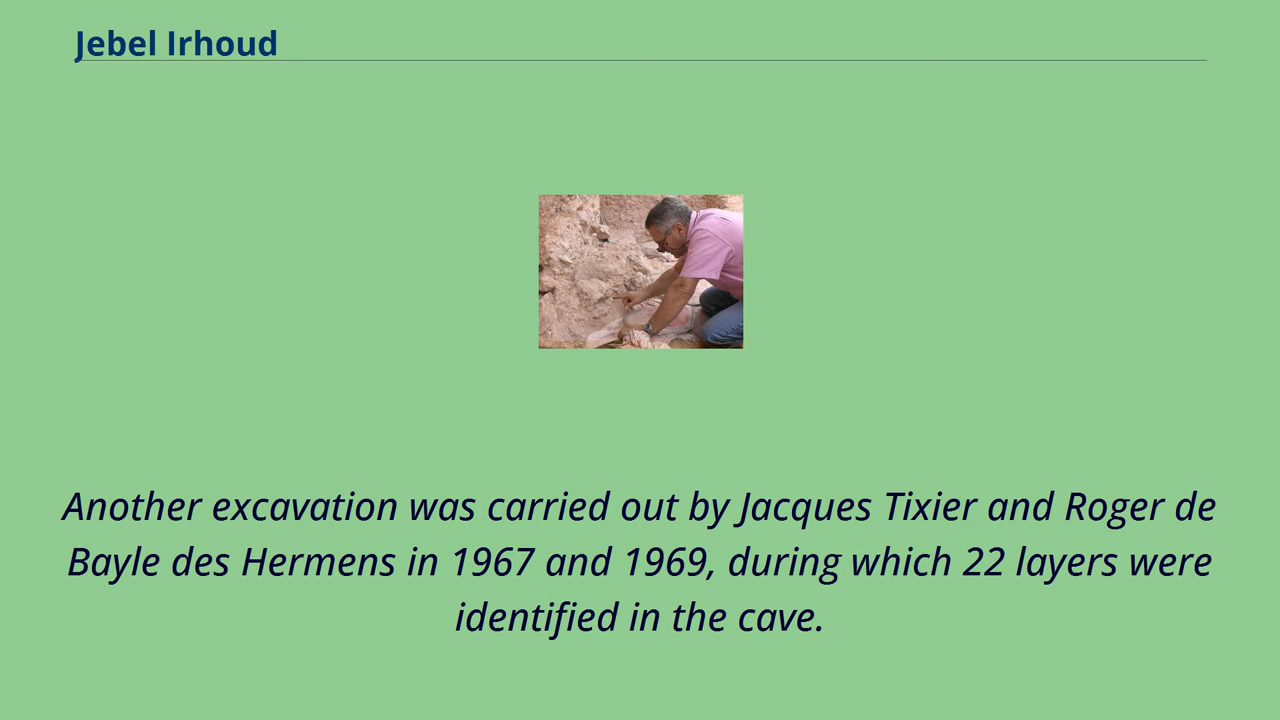 Jebel Irhoud
Another excavation was carried out by Jacques Tixier and Roger de
Bayle des Hermens in 1967 and 1969, during which 22 layers were
identified in the cave.